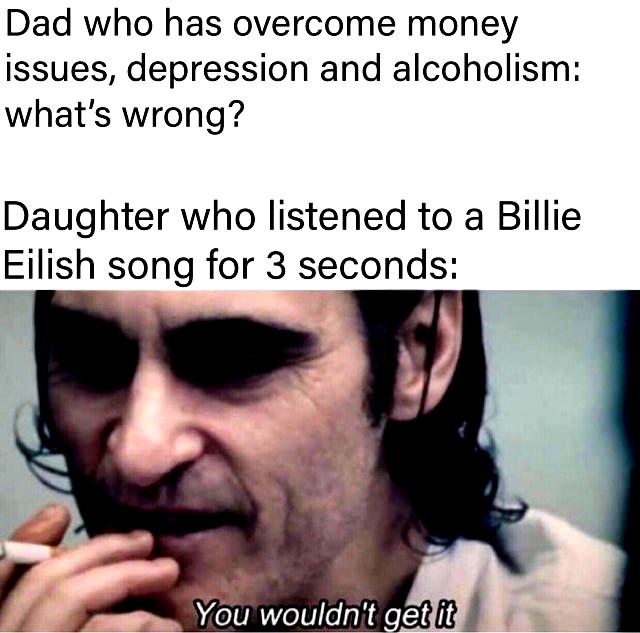 Dad who has overcome money
issues, depression and alcoholism:
what's wrong?
Daughter who listened to a Billie
Eilish song for 3 seconds:
You wouldn't get it